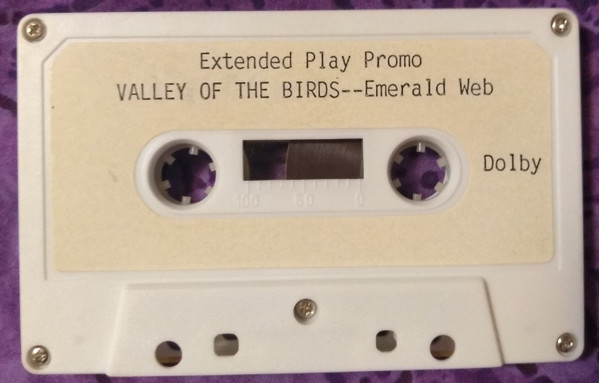 Extended Play Promo
VALLEY OF THE BIRDS--Emerald Web
Dolby
100 50 0